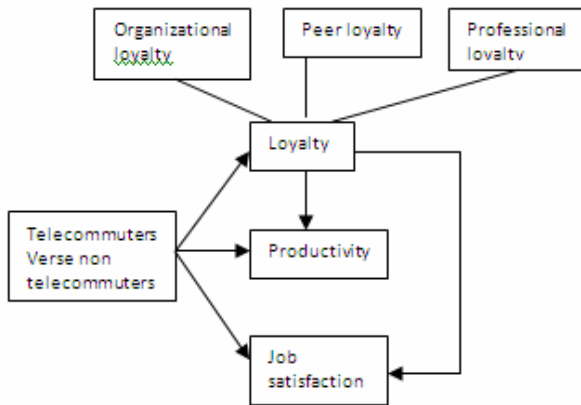 Organizational
loyalty
Peer loyalty
Professional
loyalty
Loyalty
Telecommuters
Verse non
telecommuters
Productivity
Job
satisfaction